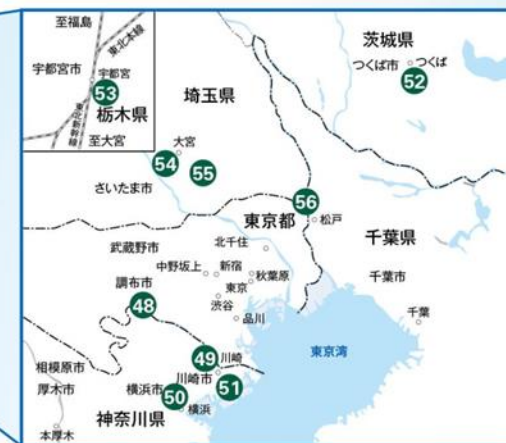 至福島
東北本線
宇都宮市
宇都宮
53
栃木県
東北新幹線
至大宮
茨城県
つくば市
つくば
52
埼玉県
大宮
54
55
さいたま市
56
松戸
東京都
千葉県
武蔵野市
北千住
中野坂上
新宿
秋葉原
東京
千葉市
調布市
48
渋谷
品川
千葉
東京湾
49
川崎
川崎市
51
相模原市
厚木市
横浜市
50
横浜
神奈川県
本厚木